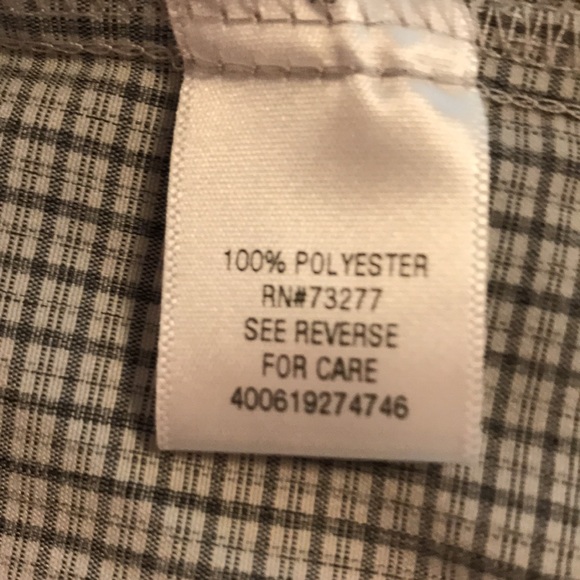 100% POLYESTER
RN#73277
SEE REVERSE
FOR CARE
400619274746